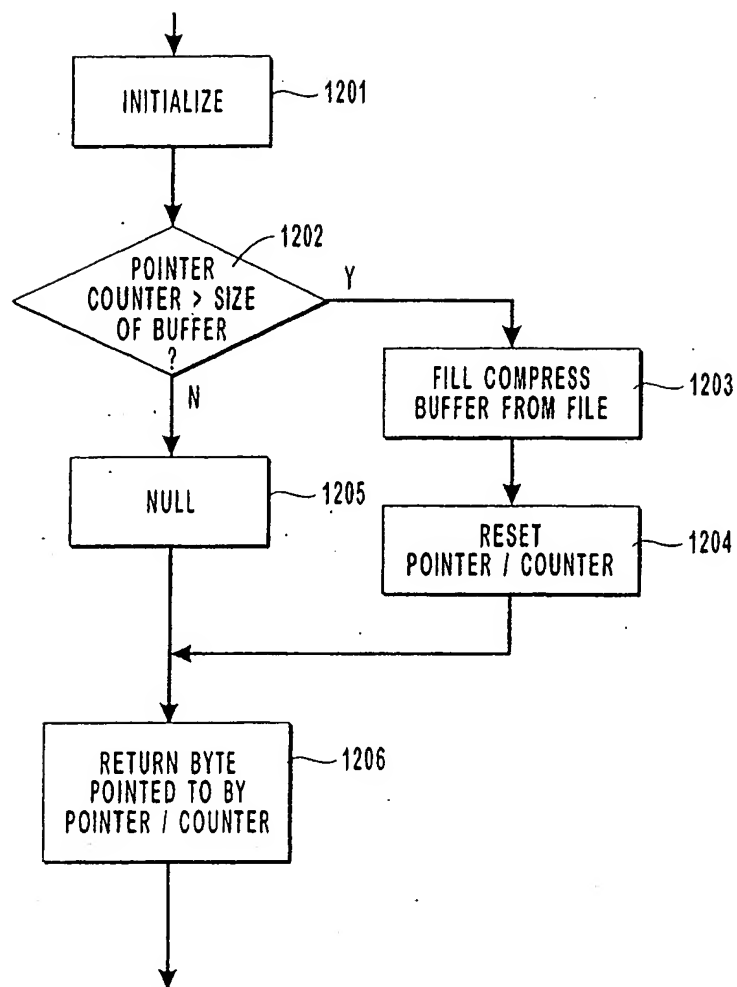 INITIALIZE
1201
1202
POINTER
COUNTER > SIZE
OF BUFFER
?
Y
N
FILL COMPRESS
BUFFER FROM FILE
1203
NULL
1205
RESET
POINTER / COUNTER
1204
RETURN BYTE
POINTED TO BY
POINTER / COUNTER
1206